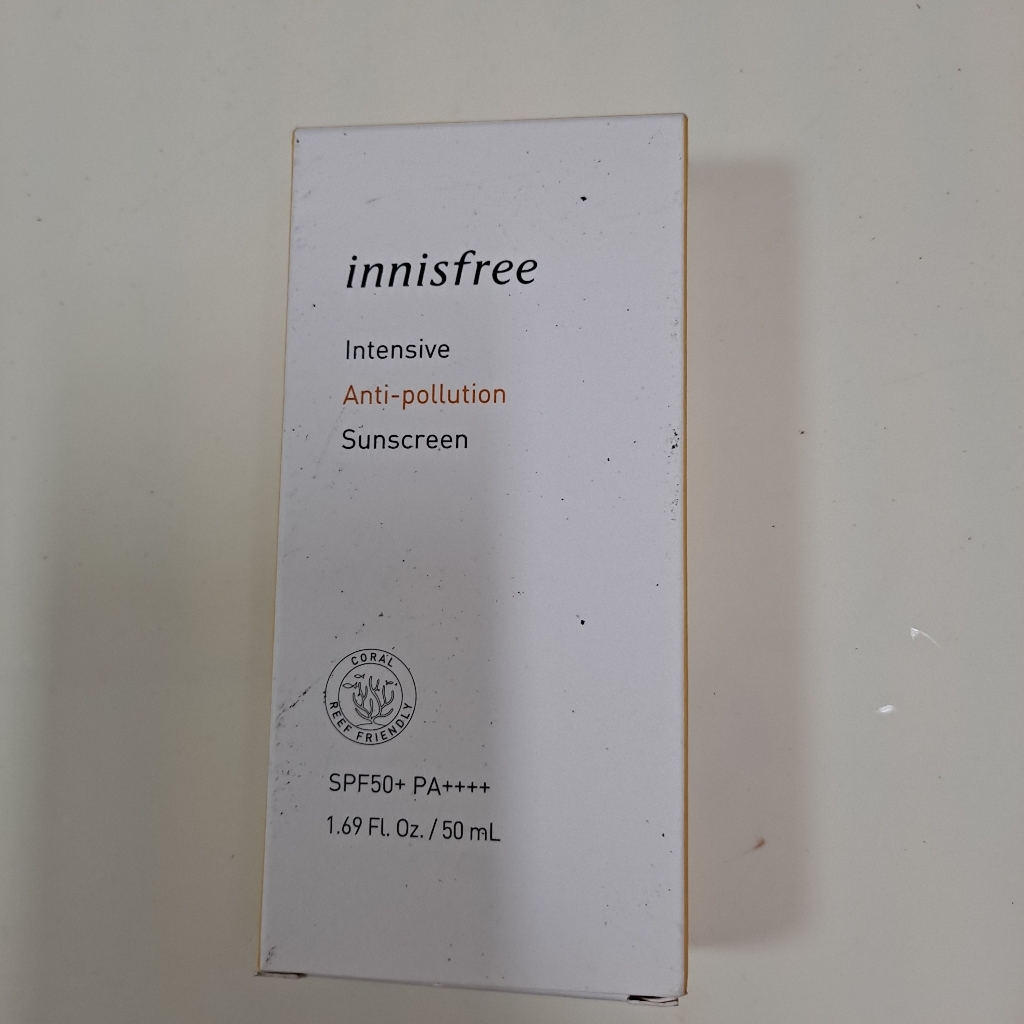 innisfree
Intensive
Anti-pollution
Sunscreen
CORAL
REEF FRIENDLY
SPF50+ PA++++
1.69 Fl. Oz. / 50 mL